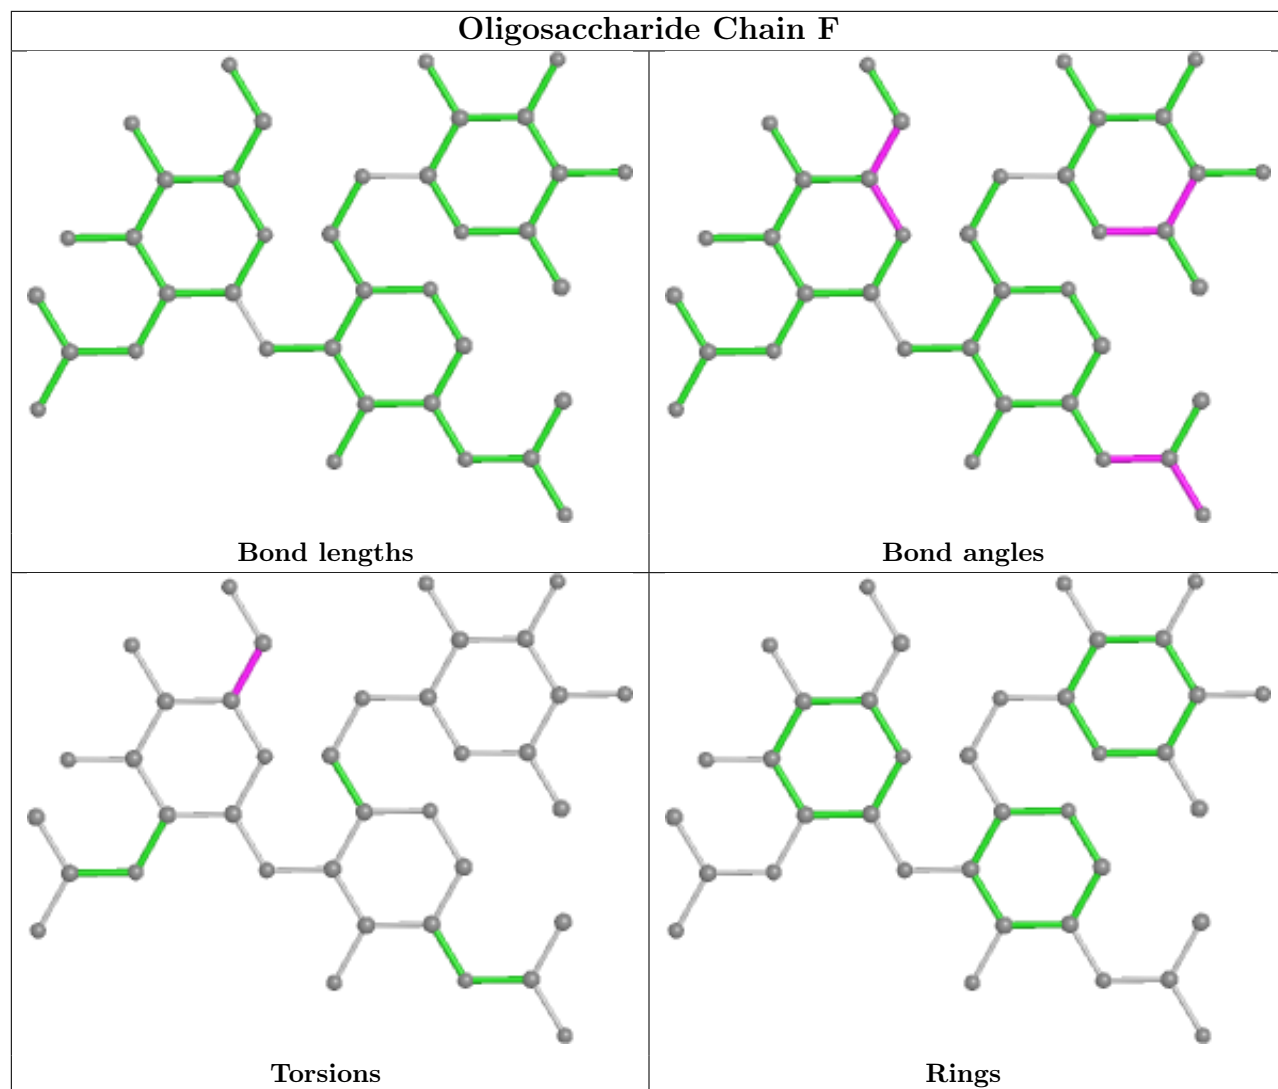 Oligosaccharide Chain F
Bond lengths
Bond angles
Torsions
Rings